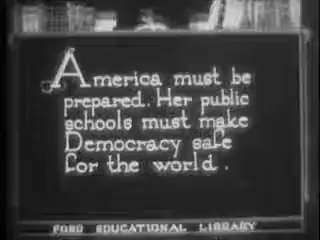 America must be
prepared. Her public
schools must make
Democracy safe
for the world.
FORD EDUCATIONAL LIBRARY